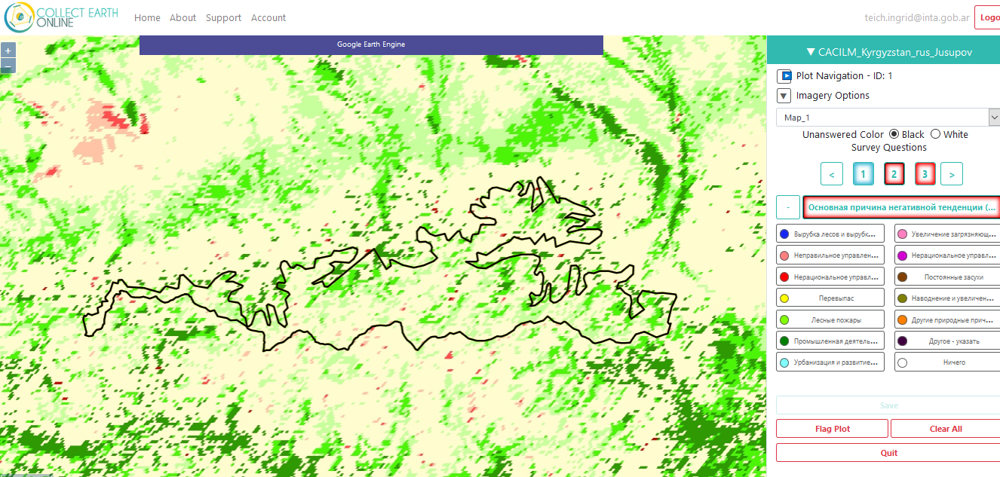 COLLECT EARTH
ONLINE
Home About Support Account
teich.ingrid@inta.gob.ar
Logo
Google Earth Engine
+
−
▼ CACILM_Kyrgyzstan_rus_Jusupov
Plot Navigation - ID: 1
Imagery Options
Map_1
Unanswered Color Black White
Survey Questions
< 1 2 3 >
- Основная причина негативной тенденции (...
Вырубка лесов и вырубк...
Увеличение загрязняющ...
Неправильное управлен...
Нерациональное управл...
Нерациональное управл...
Постоянные засухи
Перевыпас
Наводнение и увеличен...
Лесные пожары
Другие природные прич...
Промышленная деятель...
Другое - указать
Урбанизация и развитие...
Ничего
Save
Flag Plot
Clear All
Quit